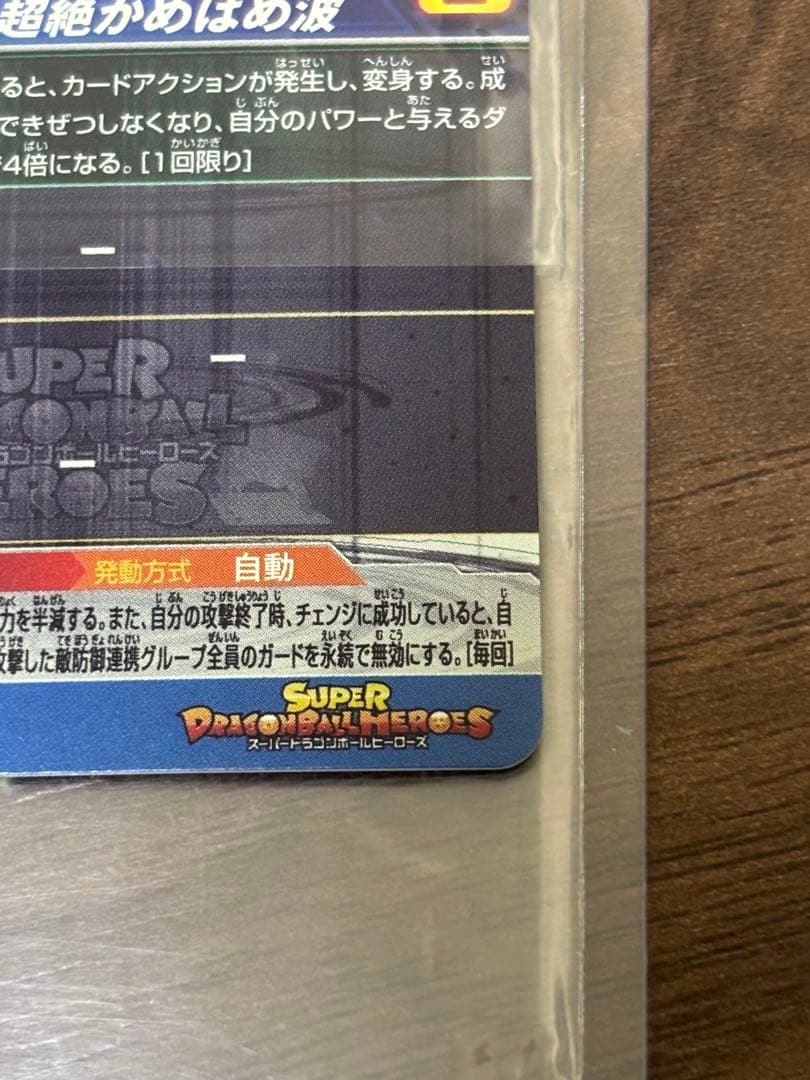 超絶かめはめ波
ると、カードアクションが発生し、変身する。成
できぜつしなくなり、自分のパワーと与えるダ
4倍になる。[1回限り]
SUPER
DRAGONBALL
ドラゴンボールヒーローズ
HEROES
発動方式 自動
力を半減する。また、自分の攻撃終了時、チェンジに成功していると、自
攻撃した敵防御連携グループ全員のガードを永続で無効にする。[毎回]
SUPER
DRAGONBALL HEROES
スーパードラゴンボールヒーローズ